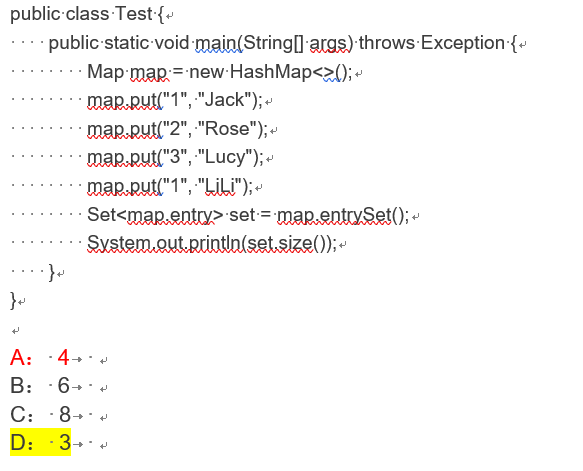 public class Test {
public static void main(String[] args) throws Exception {
Map map = new HashMap<>();
map.put("1", "Jack");
map.put("2", "Rose");
map.put("3", "Lucy");
map.put("1", "LiLi");
Set<map.entry> set = map.entrySet();
System.out.println(set.size());
}
}
A： 4
B： 6
C： 8
D： 3